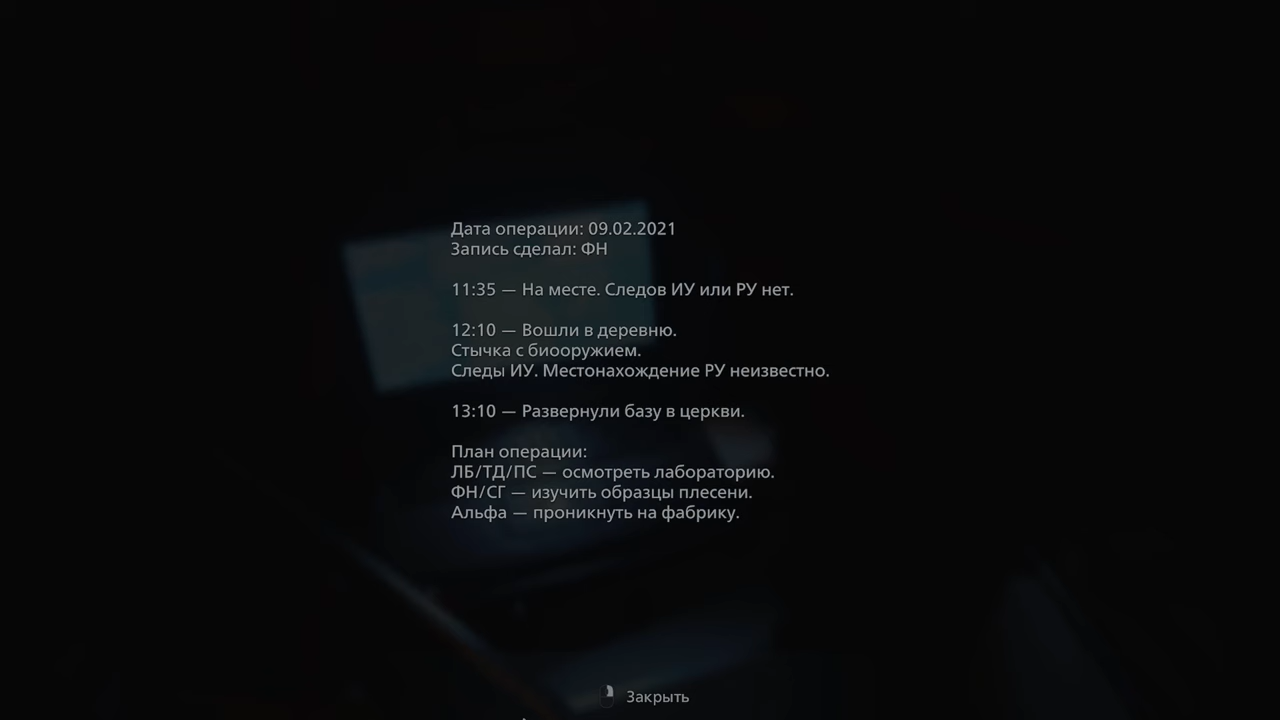 Дата операции: 09.02.2021
Запись сделал: ФН
11:35 — На месте. Следов ИУ или РУ нет.
12:10 — Вошли в деревню.
Стычка с биооружием.
Следы ИУ. Местонахождение РУ неизвестно.
13:10 — Развернули базу в церкви.
План операции:
ЛБ/ТД/ПС — осмотреть лабораторию.
ФН/СГ — изучить образцы плесени.
Альфа — проникнуть на фабрику.
Закрыть